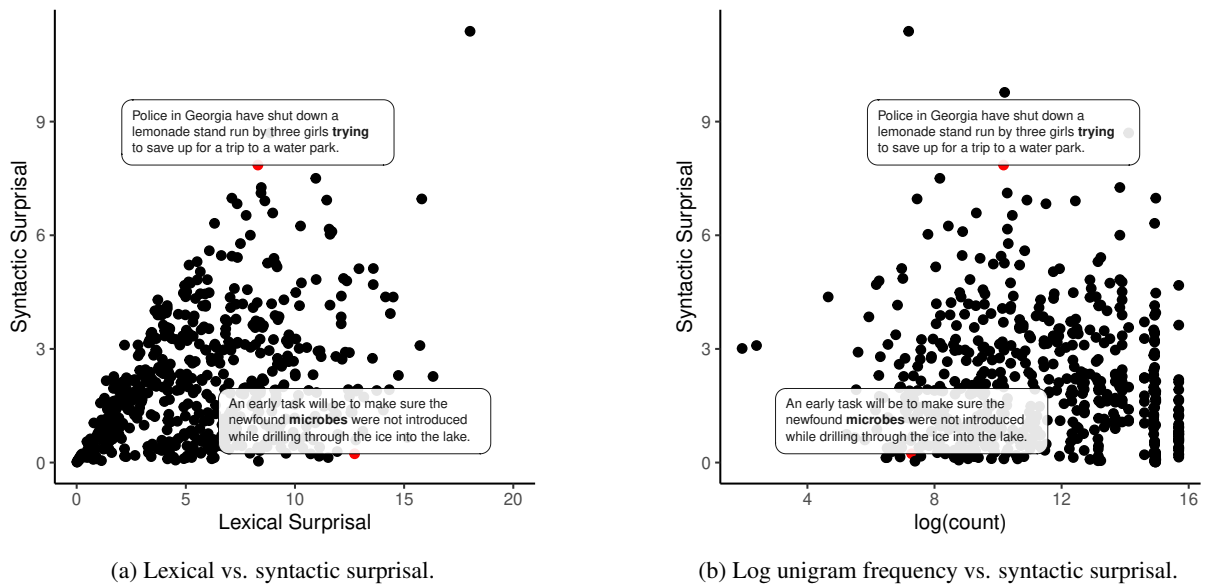 Police in Georgia have shut down a
lemonade stand run by three girls trying
to save up for a trip to a water park.
An early task will be to make sure the
newfound microbes were not introduced
while drilling through the ice into the lake.
Syntactic Surprisal
9
6
3
0
0
5
10
15
20
Lexical Surprisal
(a) Lexical vs. syntactic surprisal.
Police in Georgia have shut down a
lemonade stand run by three girls trying
to save up for a trip to a water park.
An early task will be to make sure the
newfound microbes were not introduced
while drilling through the ice into the lake.
Syntactic Surprisal
9
6
3
0
4
8
12
16
log(count)
(b) Log unigram frequency vs. syntactic surprisal.